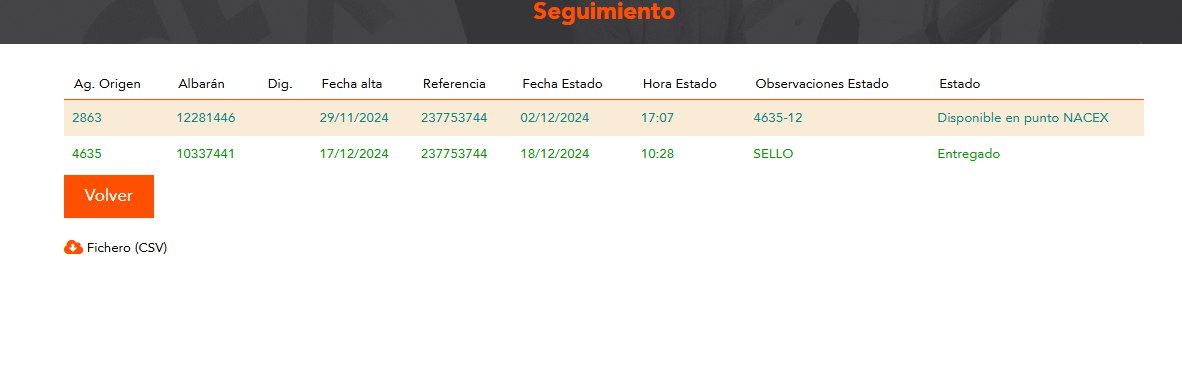 Seguimiento
Ag. Origen Albarán Dig. Fecha alta Referencia Fecha Estado Hora Estado Observaciones Estado Estado
2863 12281446 29/11/2024 237753744 02/12/2024 17:07 4635-12 Disponible en punto NACEX
4635 10337441 17/12/2024 237753744 18/12/2024 10:28 SELLO Entregado
Volver
Fichero (CSV)